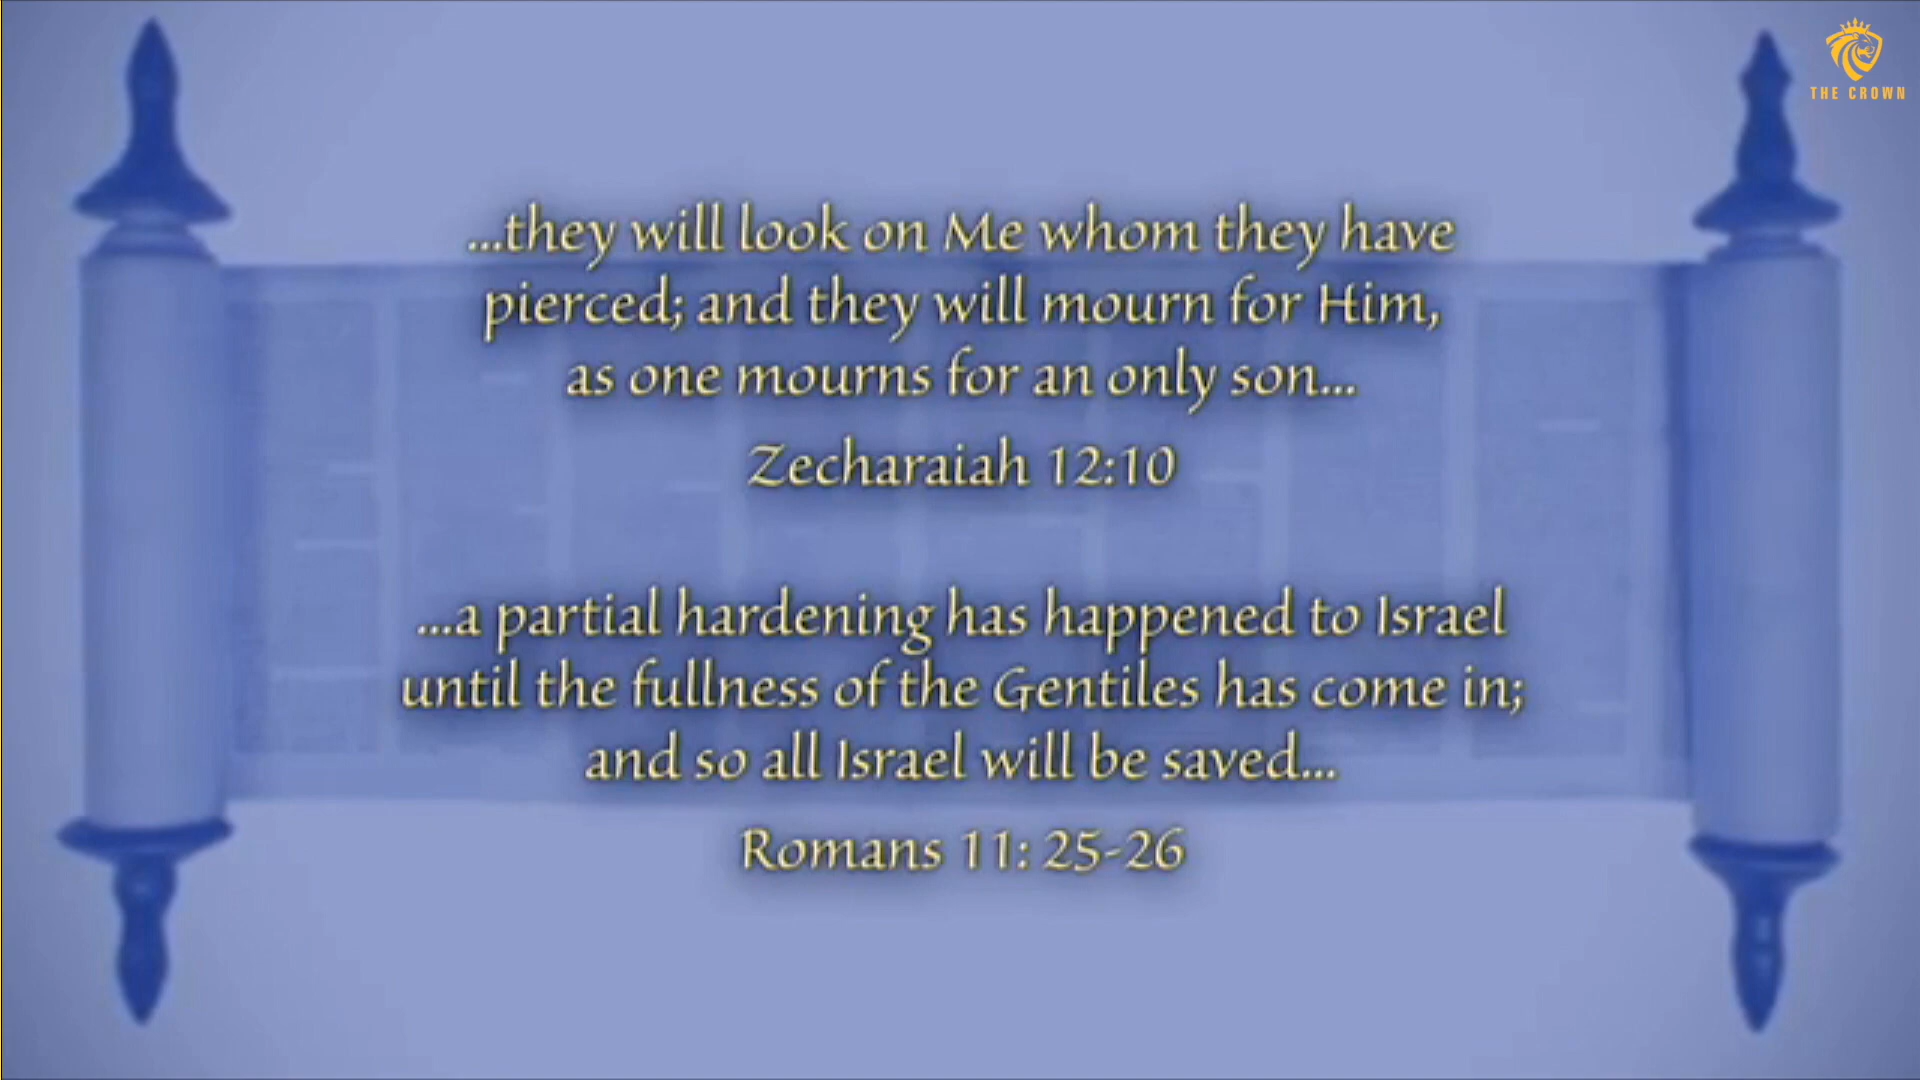 THE CROWN
...they will look on Me whom they have
pierced; and they will mourn for Him,
as one mourns for an only son...
Zecharaiah 12:10
...a partial hardening has happened to Israel
until the fullness of the Gentiles has come in;
and so all Israel will be saved...
Romans 11: 25-26